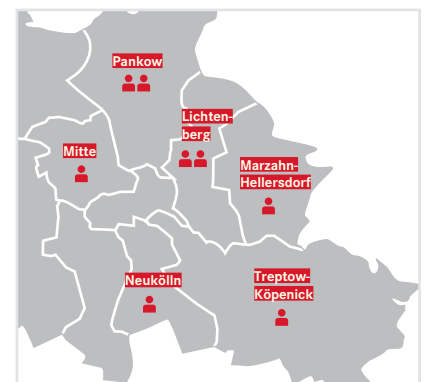 Pankow
Lichten-
berg
Mitte
Marzahn-
Hellersdorf
Neukölln
Treptow-
Köpenick